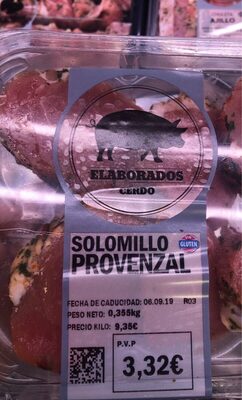 AJILLO
ELABORADOS
CERDO
SOLOMILLO
PROVENZAL
GLUTEN
FECHA DE CADUCIDAD: 06.09.19 R03
PESO NETO: 0,355kg
PRECIO KILO: 9,35€
P.V.P
3,32€